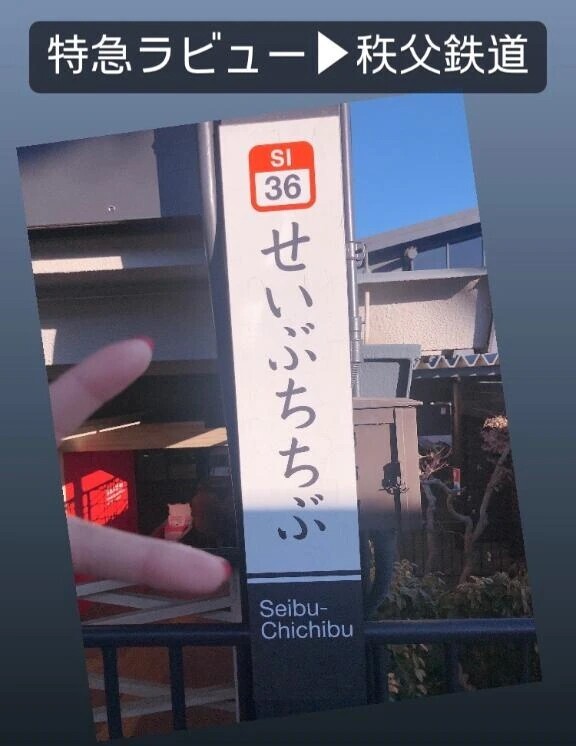 特急ラビュー▶秩父鉄道
SI
36
せいぶちちぶ
Seibu-
Chichibu